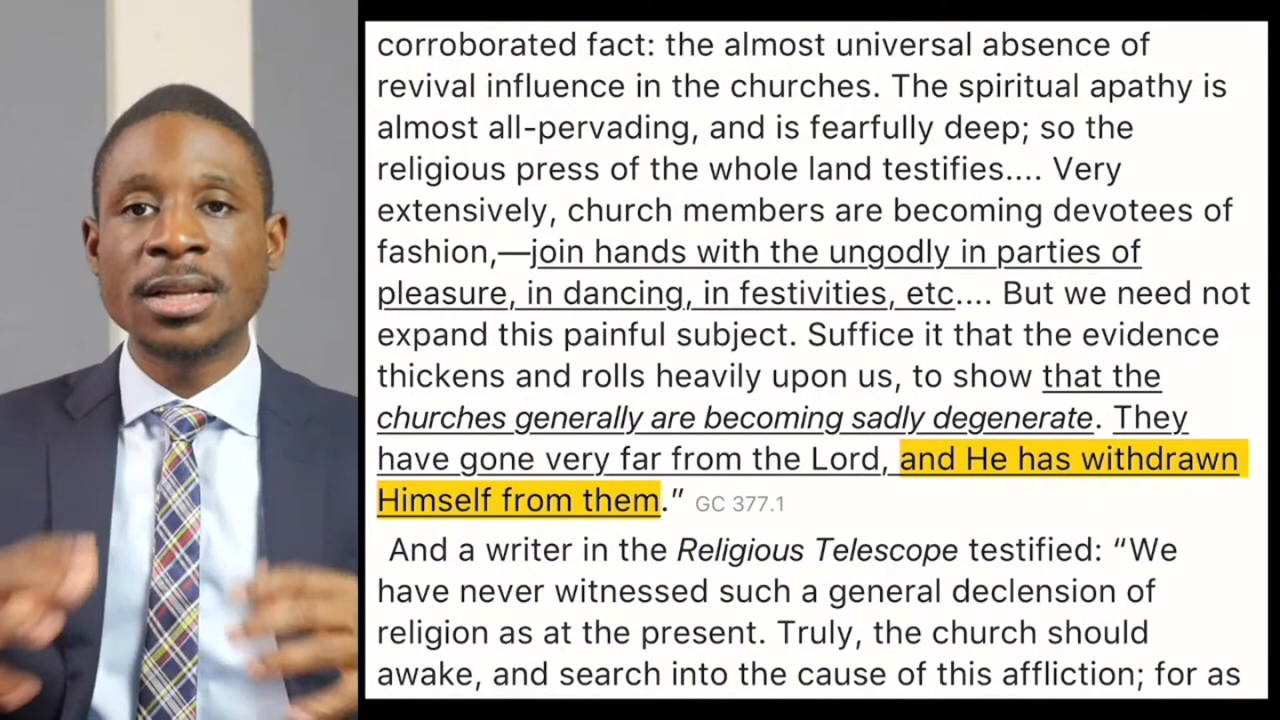 corroborated fact: the almost universal absence of
revival influence in the churches. The spiritual apathy is
almost all-pervading, and is fearfully deep; so the
religious press of the whole land testifies.... Very
extensively, church members are becoming devotees of
fashion,—join hands with the ungodly in parties of
pleasure, in dancing, in festivities, etc.... But we need not
expand this painful subject. Suffice it that the evidence
thickens and rolls heavily upon us, to show that the
churches generally are becoming sadly degenerate. They
have gone very far from the Lord, and He has withdrawn
Himself from them.” GC 377.1
And a writer in the Religious Telescope testified: “We
have never witnessed such a general declension of
religion as at the present. Truly, the church should
awake, and search into the cause of this affliction; for as